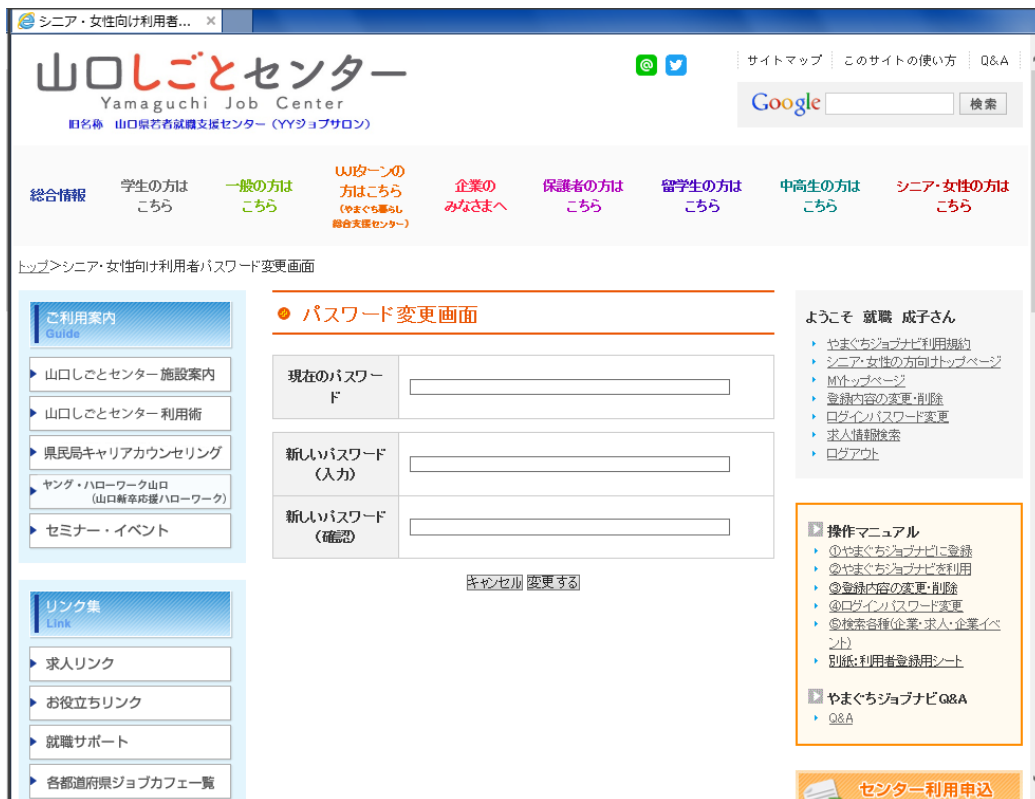 シニア・女性向け利用者... ×
山口しごとセンター
Yamaguchi Job Center
旧名称 山口県若者就職支援センター（YYジョブサロン）
サイトマップ このサイトの使い方 Q&A
Google 検索
総合情報
学生の方は
こちら
一般の方は
こちら
UJIターンの
方はこちら
（やまぐち暮らし
総合支援センター）
企業の
みなさまへ
保護者の方は
こちら
留学生の方は
こちら
中高生の方は
こちら
シニア・女性の方は
こちら
トップ>シニア・女性向け利用者パスワード変更画面
ご利用案内
Guide
山口しごとセンター 施設案内
山口しごとセンター 利用術
県民局キャリアカウンセリング
ヤング・ハローワーク山口
（山口新卒応援ハローワーク）
セミナー・イベント
リンク集
Link
求人リンク
お役立ちリンク
就職サポート
各都道府県ジョブカフェ一覧
パスワード変更画面
現在のパスワー
ド
新しいパスワード
（入力）
新しいパスワード
（確認）
キャンセル 変更する
ようこそ 就職 成子さん
やまぐちジョブナビ利用規約
シニア・女性の方向けトップページ
MYトップページ
登録内容の変更・削除
ログインパスワード変更
求人情報検索
ログアウト
操作マニュアル
①やまぐちジョブナビに登録
②やまぐちジョブナビを利用
③登録内容の変更・削除
④ログインパスワード変更
⑤検索各種(企業・求人・企業イベ
ント)
別紙:利用者登録用シート
やまぐちジョブナビQ&A
Q&A
センター利用申込